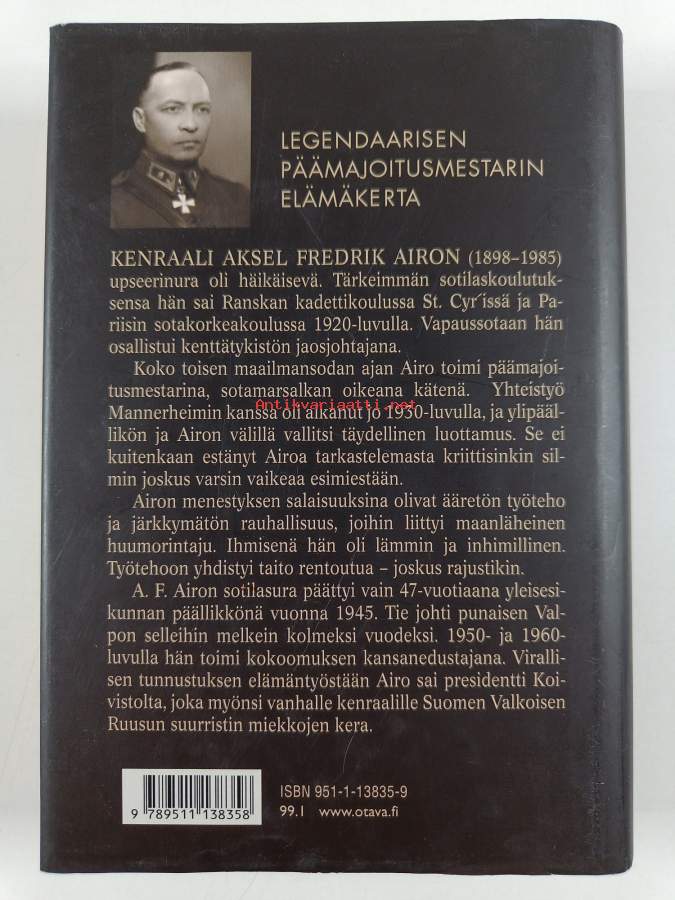 LEGENDAARISEN
PÄÄMAJOITUSMESTARIN
ELÄMÄKERTA
KENRAALI AKSEL FREDRIK AIRON (1898–1985)
upseerinura oli häikäisevä. Tärkeimmän sotilaskoulutuk-
sensa hän sai Ranskan kadettikoulussa St. Cyr´issä ja Pa-
riisin sotakorkeakoulussa 1920-luvulla. Vapaussotaan hän
osallistui kenttätykistön jaosjohtajana.
Koko toisen maailmansodan ajan Airo toimi päämajoi-
tusmestarina, sotamarsalkan oikeana kätenä. Yhteistyö
Antikvariaatti.net
Mannerheimin kanssa oli alkanut jo 1930-luvulla, ja ylipääl-
likön ja Airon välillä vallitsi täydellinen luottamus. Se ei
kuitenkaan estänyt Airoa tarkastelemasta kriittisinkin sil-
min joskus varsin vaikeaa esimiestään.
Airon menestyksen salaisuuksina olivat ääretön työteho
ja järkkymätön rauhallisuus, joihin liittyi maanläheinen
huumorintaju. Ihmisenä hän oli lämmin ja inhimillinen.
Työtehoon yhdistyi taito rentoutua – joskus rajustikin.
A. F. Airon sotilasura päättyi vain 47-vuotiaana yleisesi-
kunnan päällikkönä vuonna 1945. Tie johti punaisen Val-
pon selleihin melkein kolmeksi vuodeksi. 1950- ja 1960-
luvulla hän toimi kokoomuksen kansanedustajana. Viralli-
sen tunnustuksen elämäntyöstään Airo sai presidentti Koi-
vistolta, joka myönsi vanhalle kenraalille Suomen Valkoisen
Ruusun suurristin miekkojen kera.
ISBN 951-1-13835-9
99.1 www.otava.fi
9 789511 138358